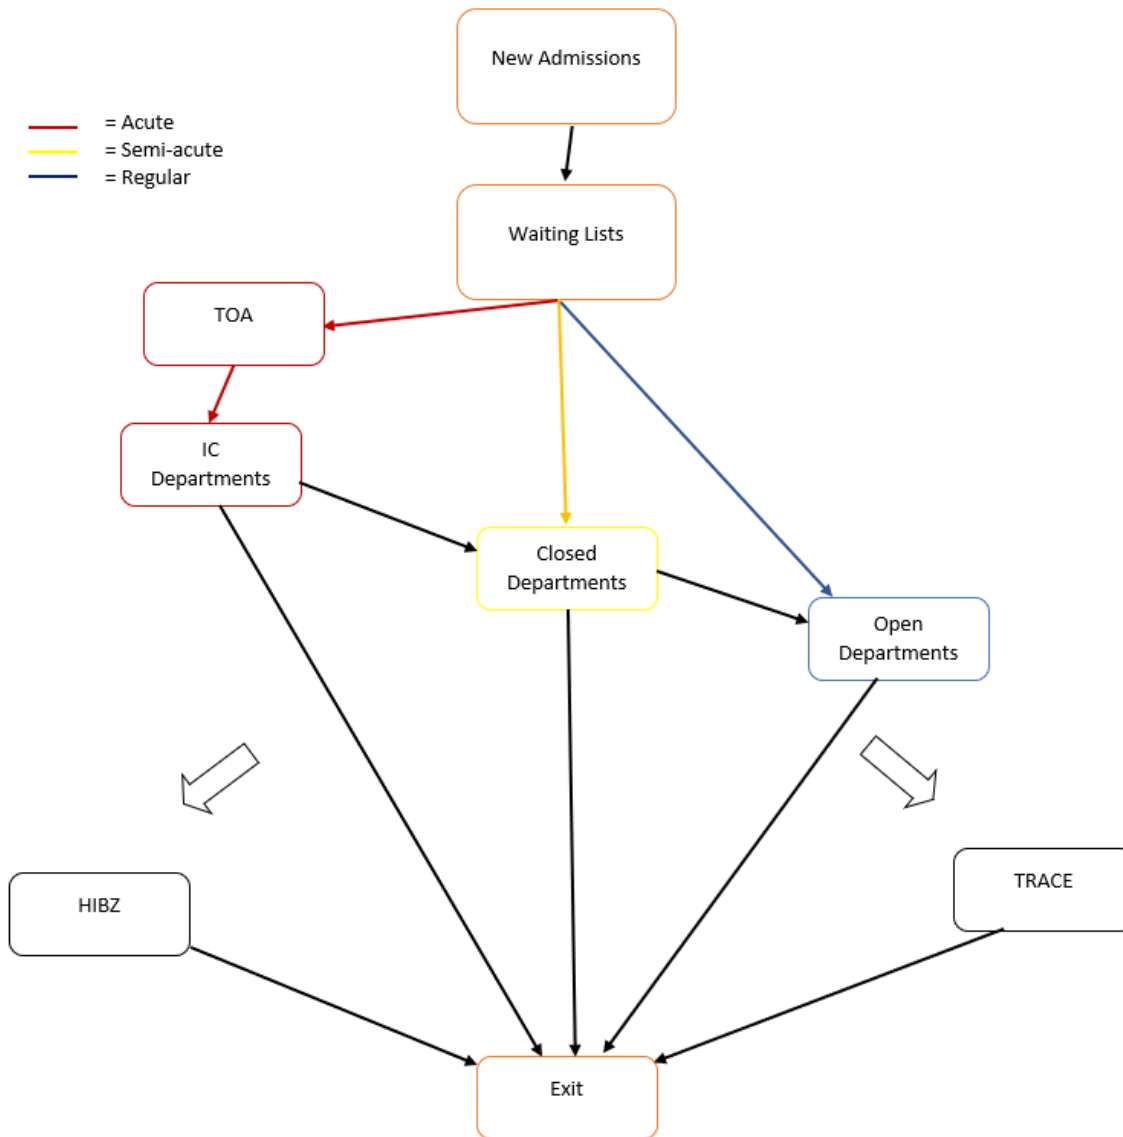 New Admissions
= Acute
= Semi-acute
= Regular
Waiting Lists
TOA
IC
Departments
Closed
Departments
Open
Departments
HIBZ
TRACE
Exit